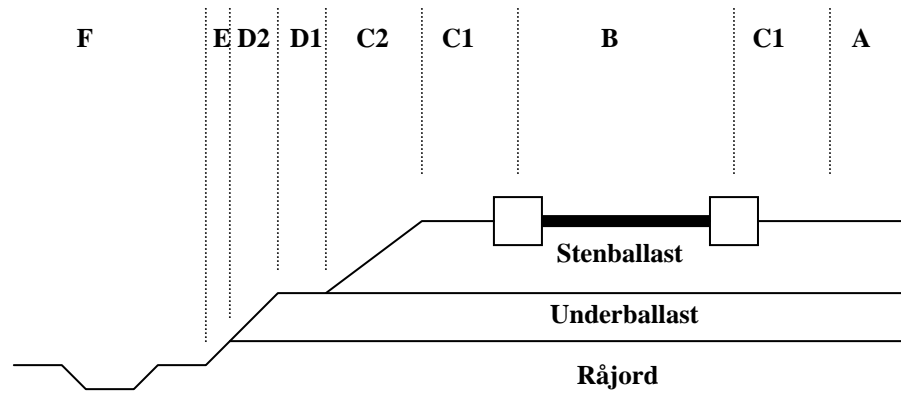 F E D2 D1 C2 C1 B C1 A
Stenballast
Underballast
Råjord